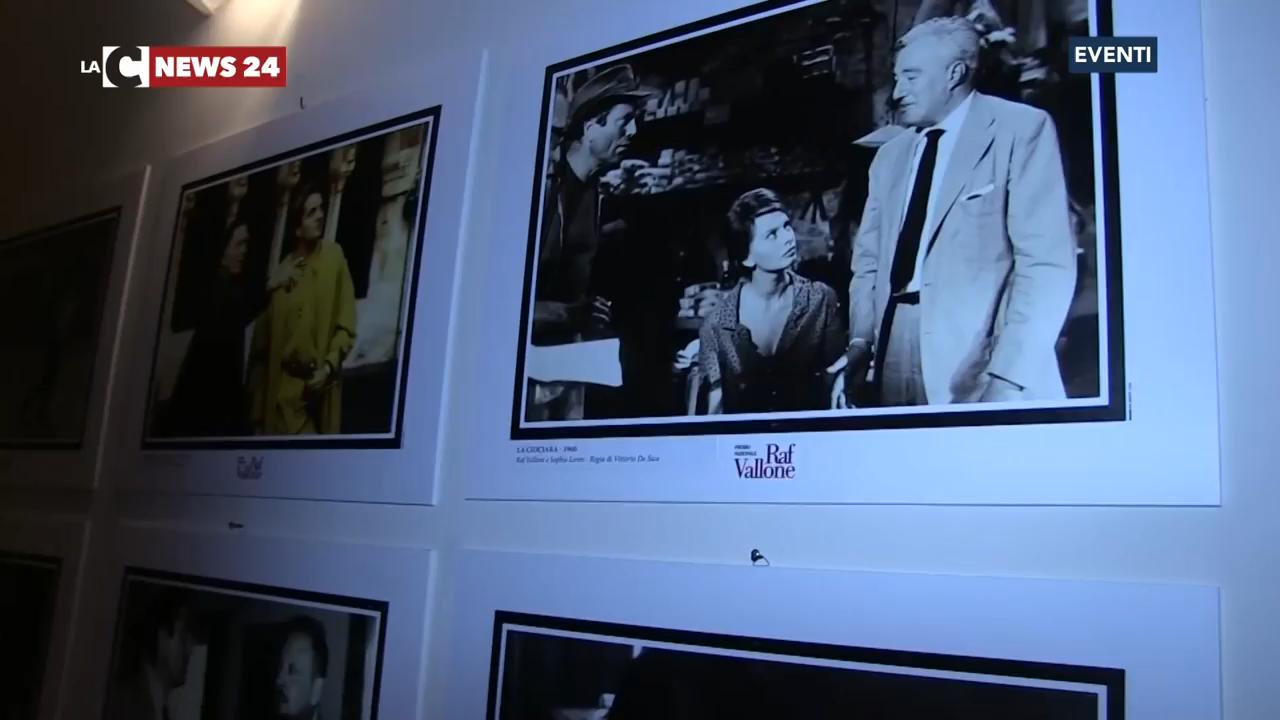 LA C NEWS 24
EVENTI
LA CIOCIARA - 1960
Raf Vallone e Sophia Loren - Regia di Vittorio De Sica
PREMIO
NAZIONALE
Raf
Vallone